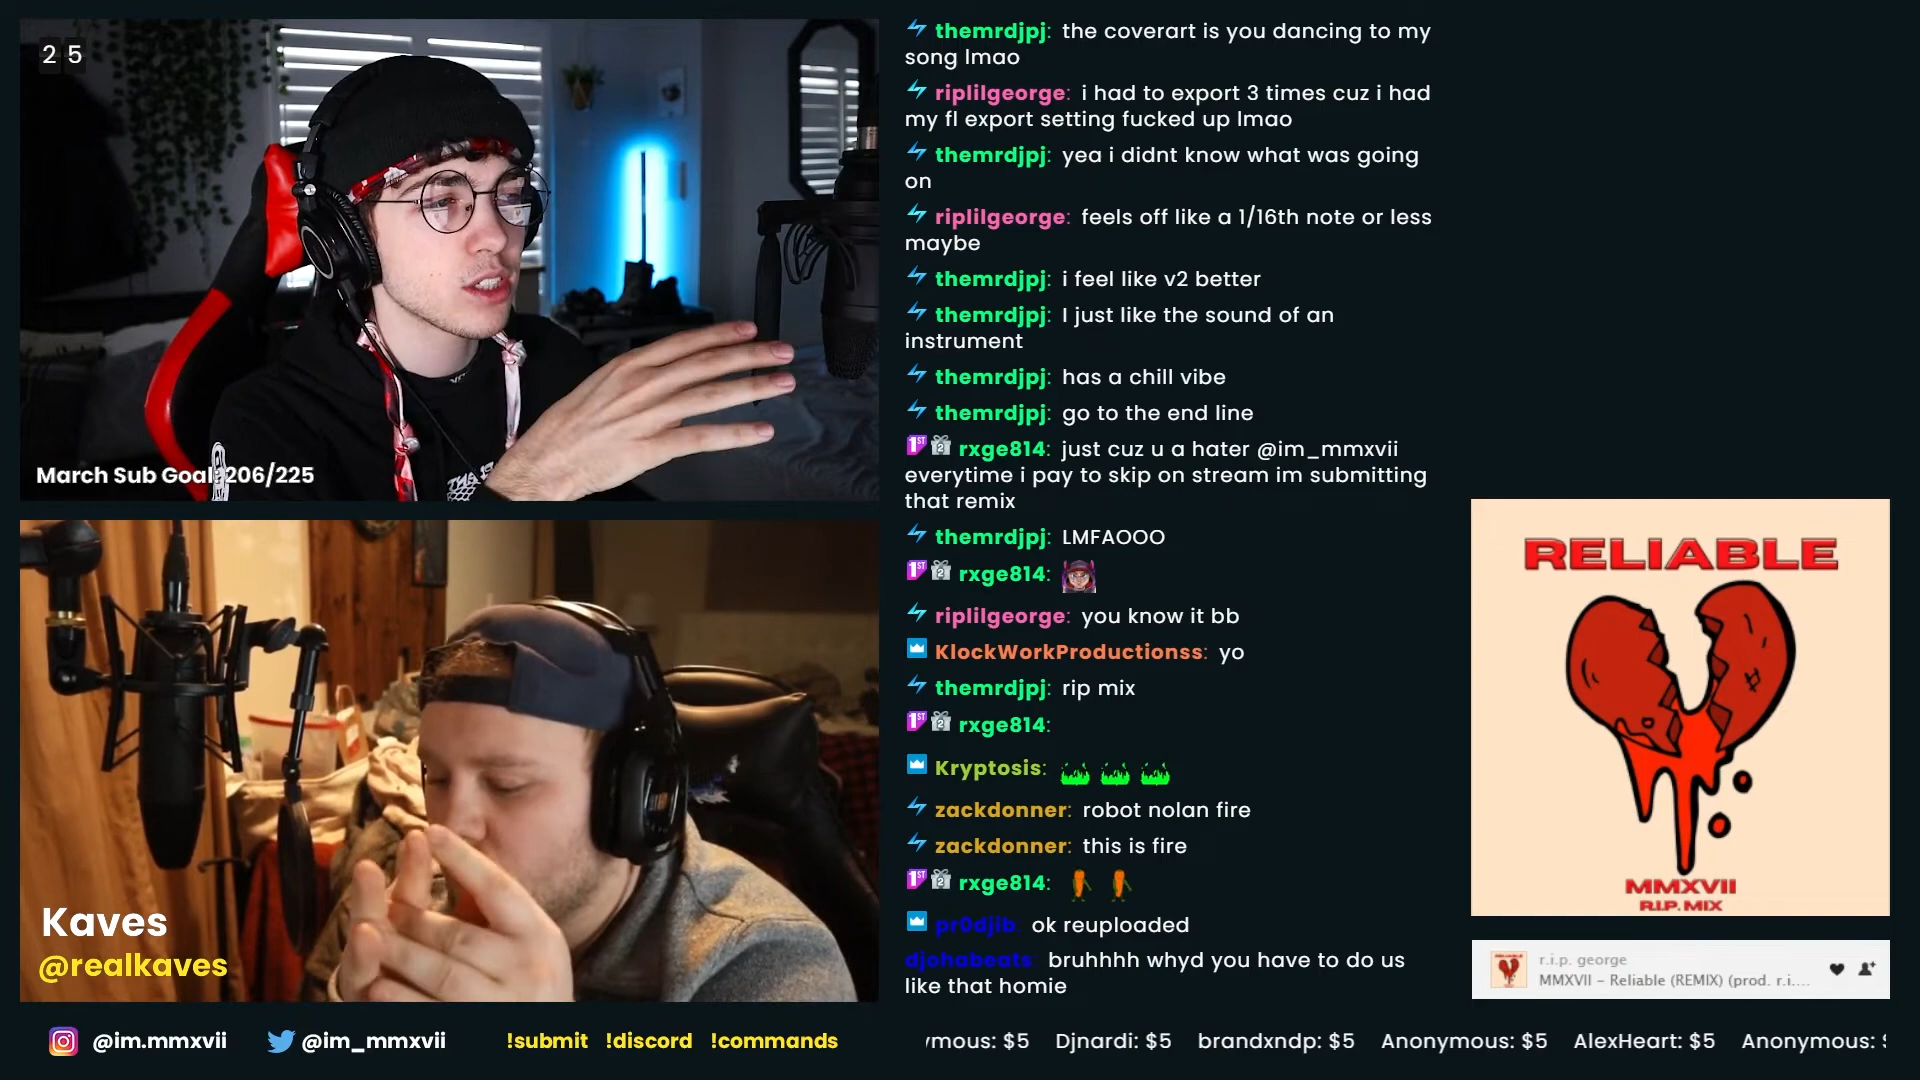 2 5
March Sub Goal: 206/225
Kaves
@realkaves
themrdjpj: the coverart is you dancing to my
song lmao
riplilgeorge: i had to export 3 times cuz i had
my fl export setting fucked up lmao
themrdjpj: yea i didnt know what was going
on
riplilgeorge: feels off like a 1/16th note or less
maybe
themrdjpj: i feel like v2 better
themrdjpj: I just like the sound of an
instrument
themrdjpj: has a chill vibe
themrdjpj: go to the end line
rxge814: just cuz u a hater @im_mmxvii
everytime i pay to skip on stream im submitting
that remix
themrdjpj: LMFAOOO
rxge814:
riplilgeorge: you know it bb
KlockWorkProductionss: yo
themrdjpj: rip mix
rxge814:
Kryptosis:
zackdonner: robot nolan fire
zackdonner: this is fire
rxge814:
pr0djib: ok reuploaded
djohabeats: bruhhhh whyd you have to do us
like that homie
RELIABLE
MMXVII
R.I.P. MIX
r.i.p. george
MMXVII - Reliable (REMIX) (prod. r.i....
@im.mmxvii @im_mmxvii !submit !discord !commands
ymous: $5 Djnardi: $5 brandxndp: $5 Anonymous: $5 AlexHeart: $5 Anonymous: